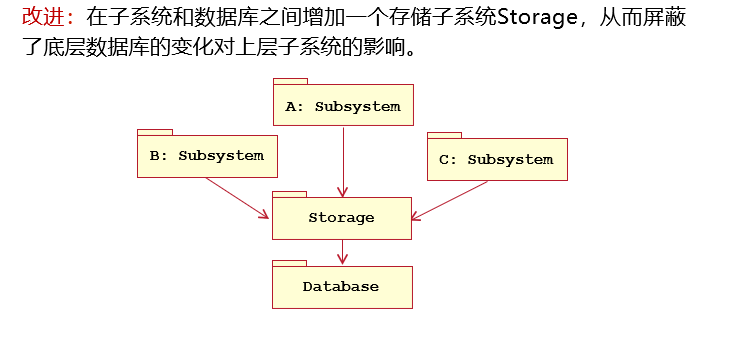 改进：在子系统和数据库之间增加一个存储子系统Storage，从而屏蔽
了底层数据库的变化对上层子系统的影响。
A: Subsystem
B: Subsystem
C: Subsystem
Storage
Database